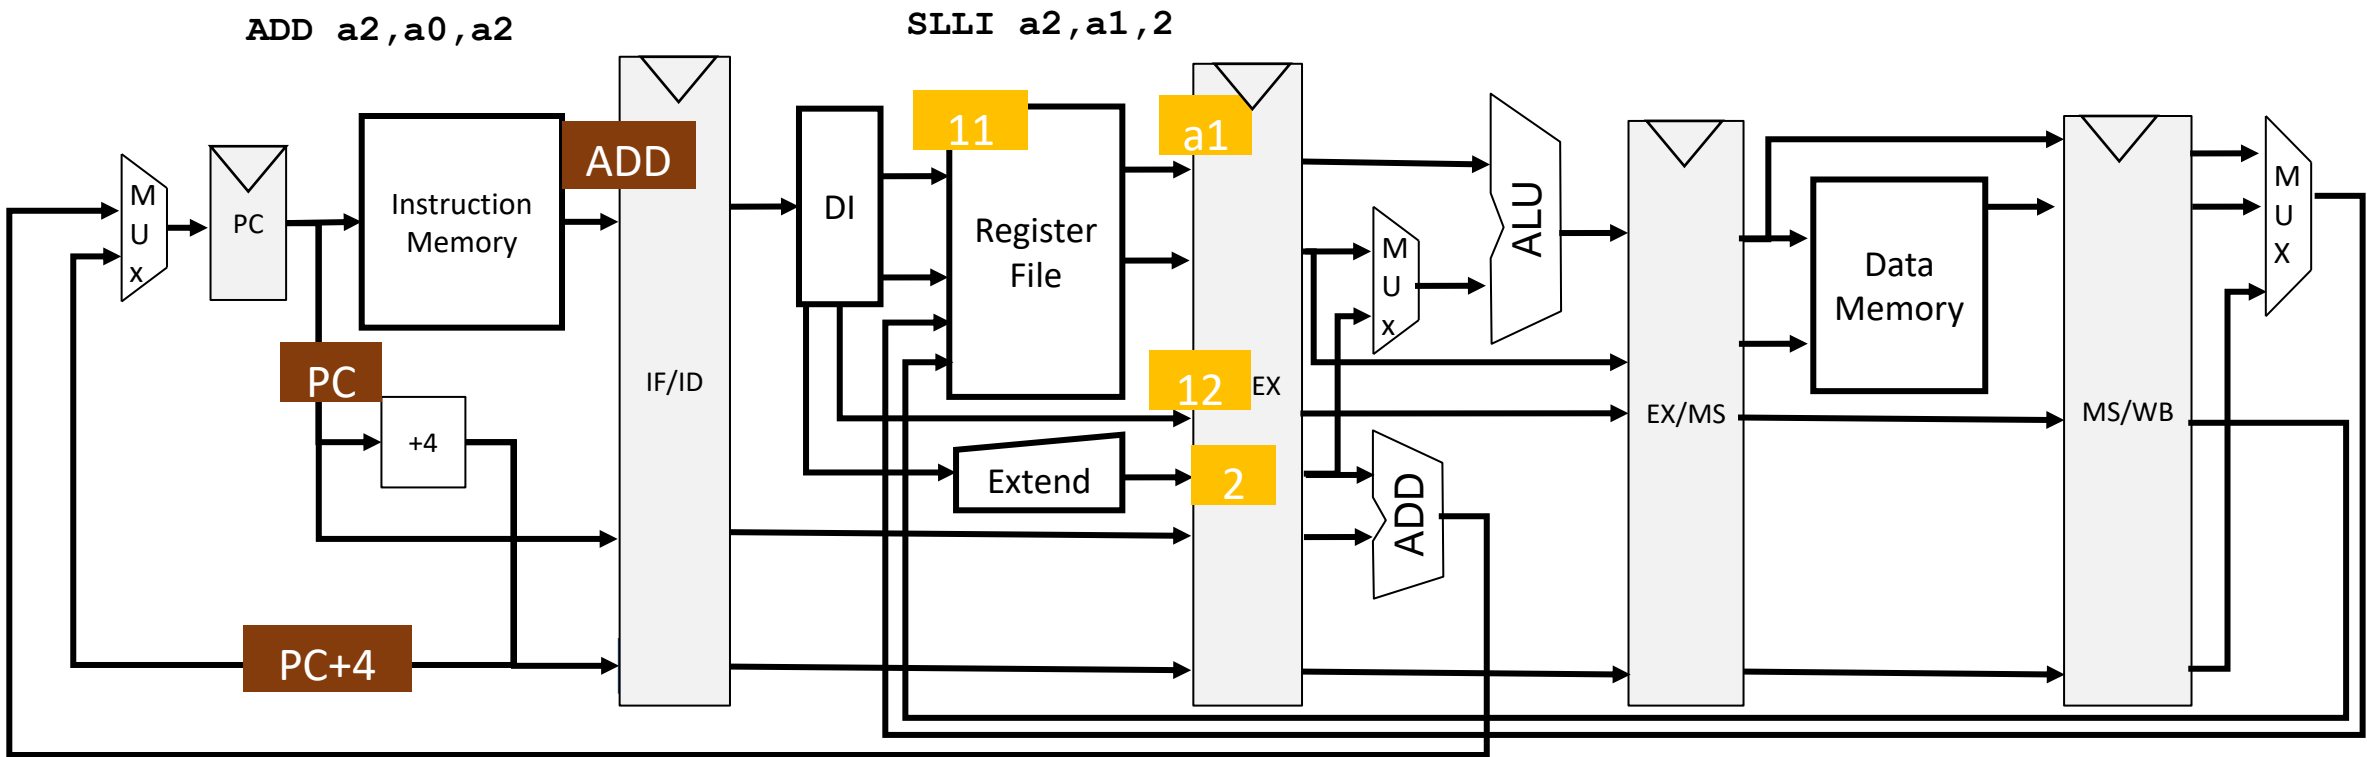 ADD a2,a0,a2
SLLI a2,a1,2
M
U
x
PC
Instruction
Memory
ADD
PC
+4
PC+4
IF/ID
DI
11
Register
File
Extend
a1
12
EX
2
M
U
x
ALU
ADD
EX/MS
Data
Memory
MS/WB
M
U
X